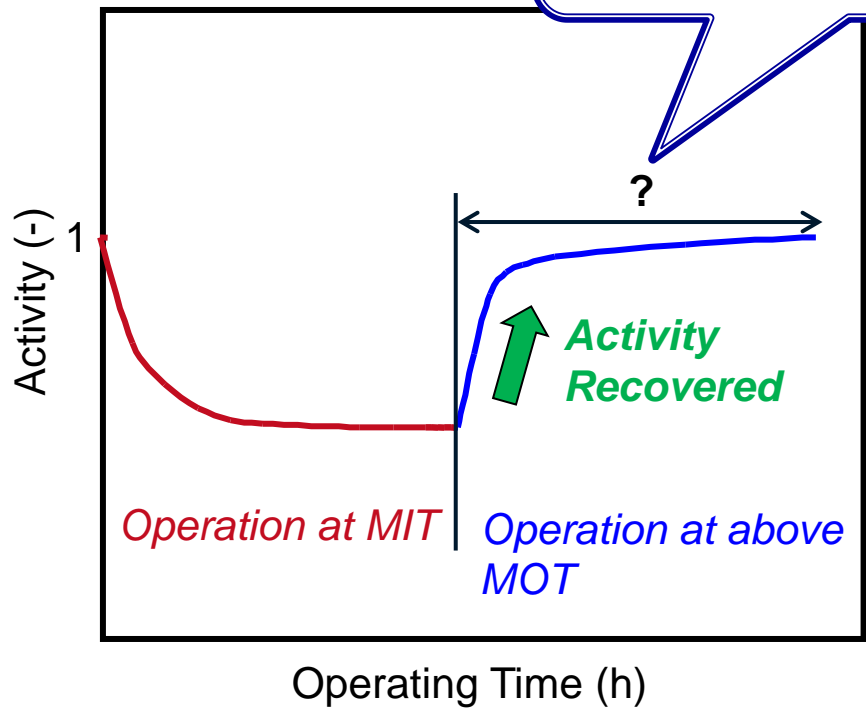 ?
Activity (-)
1
Activity
Recovered
Operation at MIT
Operation at above
MOT
Operating Time (h)